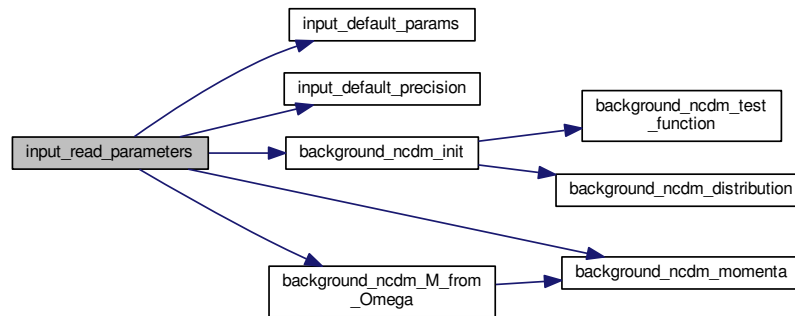 input_default_params
input_default_precision
background_ncdm_test
_function
input_read_parameters
background_ncdm_init
background_ncdm_distribution
background_ncdm_momenta
background_ncdm_M_from
_Omega